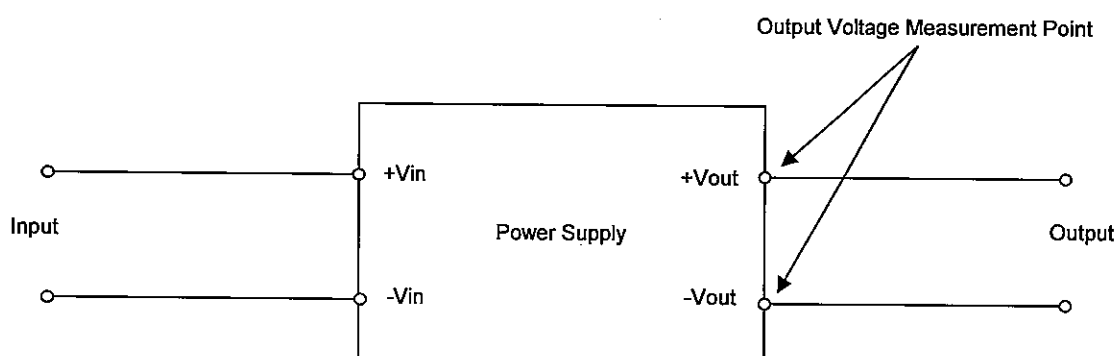 Output Voltage Measurement Point
+Vin
+Vout
Input
Power Supply
Output
-Vin
-Vout